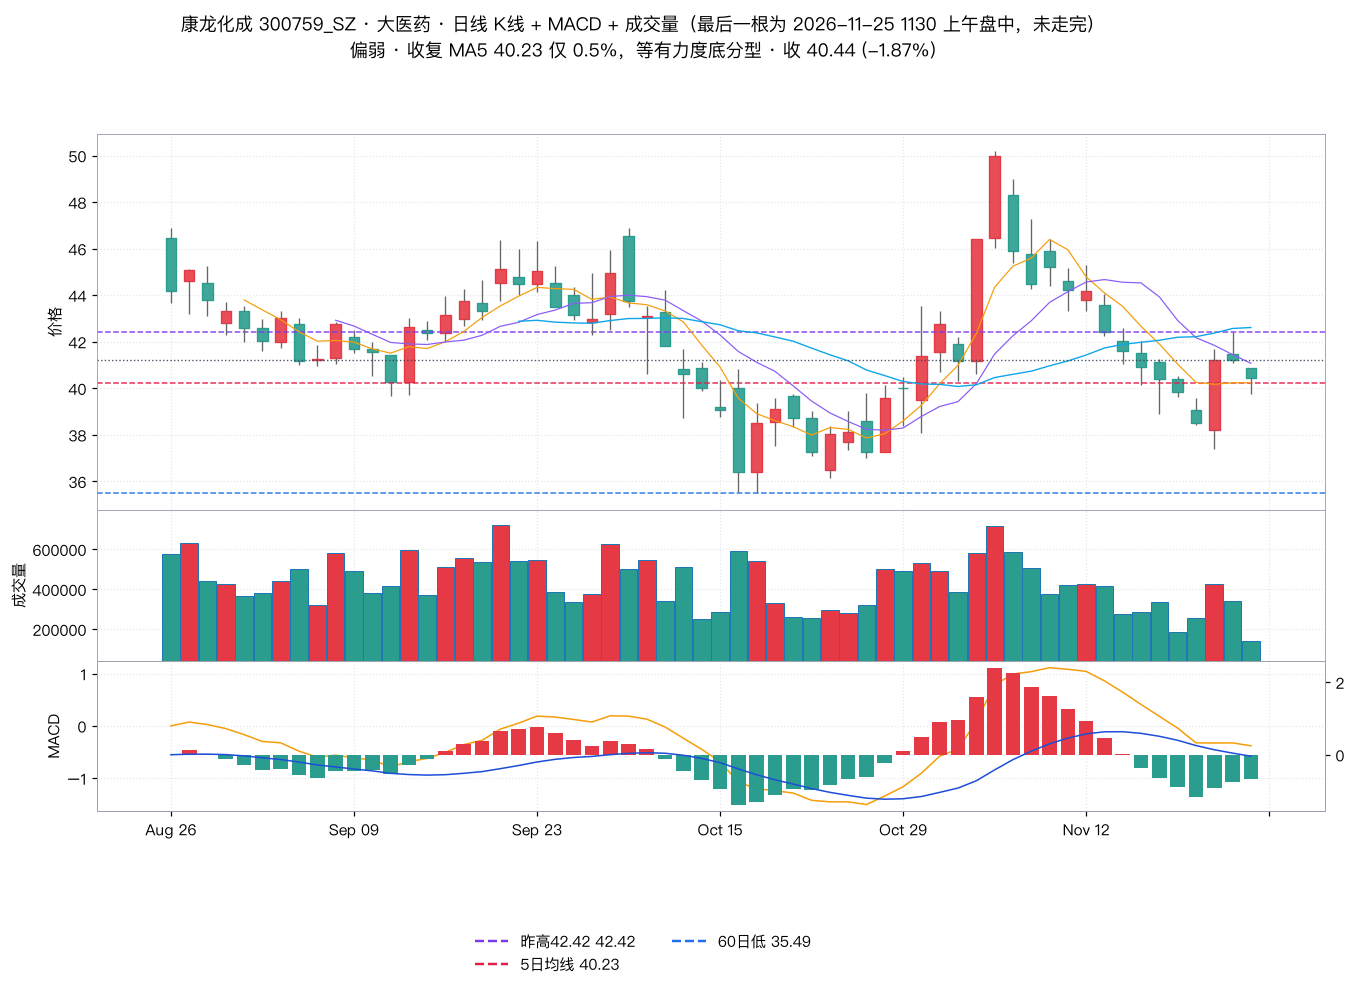 康龙化成 300759_SZ · 大医药 · 日线 K线 + MACD + 成交量（最后一根为 2026-11-25 1130 上午盘中，未走完）
偏弱 · 收复 MA5 40.23 仅 0.5%，等有力度底分型 · 收 40.44 (−1.87%)
价格
50
48
46
44
42
40
38
36
成交量
600000
400000
200000
MACD
1
0
−1
2
0
Aug 26
Sep 09
Sep 23
Oct 15
Oct 29
Nov 12
昨高42.42 42.42
60日低 35.49
5日均线 40.23